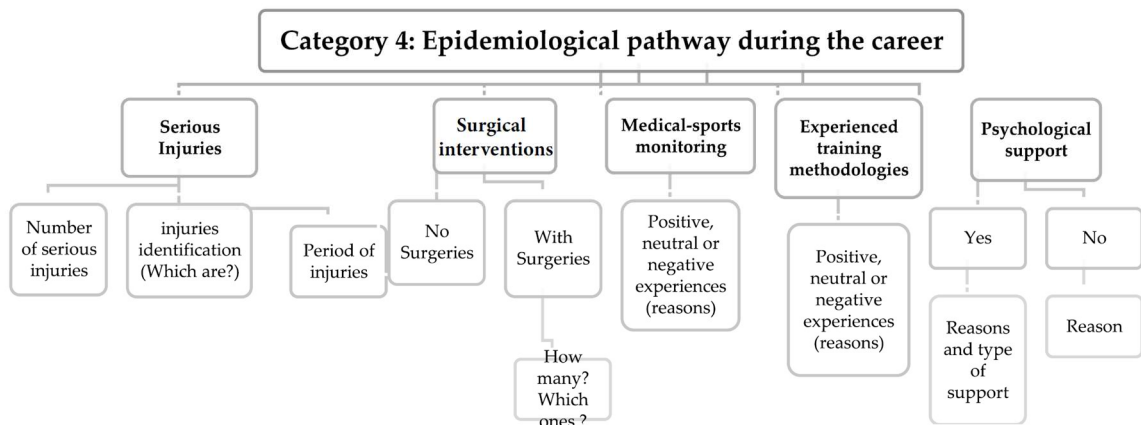 Category 4: Epidemiological pathway during the career
Serious
Injuries
Surgical
interventions
Medical-sports
monitoring
Experienced
training
methodologies
Psychological
support
Number
of serious
injuries
injuries
identification
(Which are?)
Period of
injuries
No
Surgeries
With
Surgeries
How
many?
Which
ones ?
Positive,
neutral or
negative
experiences
(reasons)
Positive,
neutral or
negative
experiences
(reasons)
Yes
No
Reasons
and type
of
support
Reason